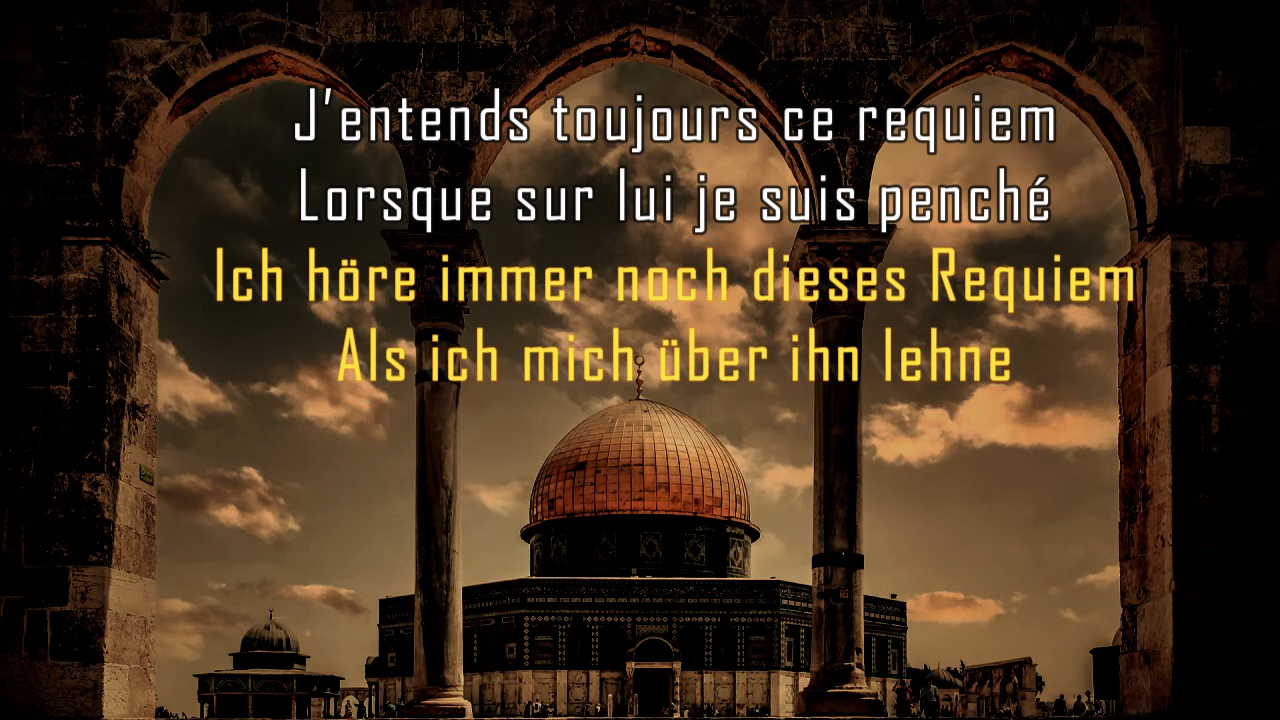 J'entends toujours ce requiem
Lorsque sur lui je suis penché
Ich höre immer noch dieses Requiem
Als ich mich über ihn lehne